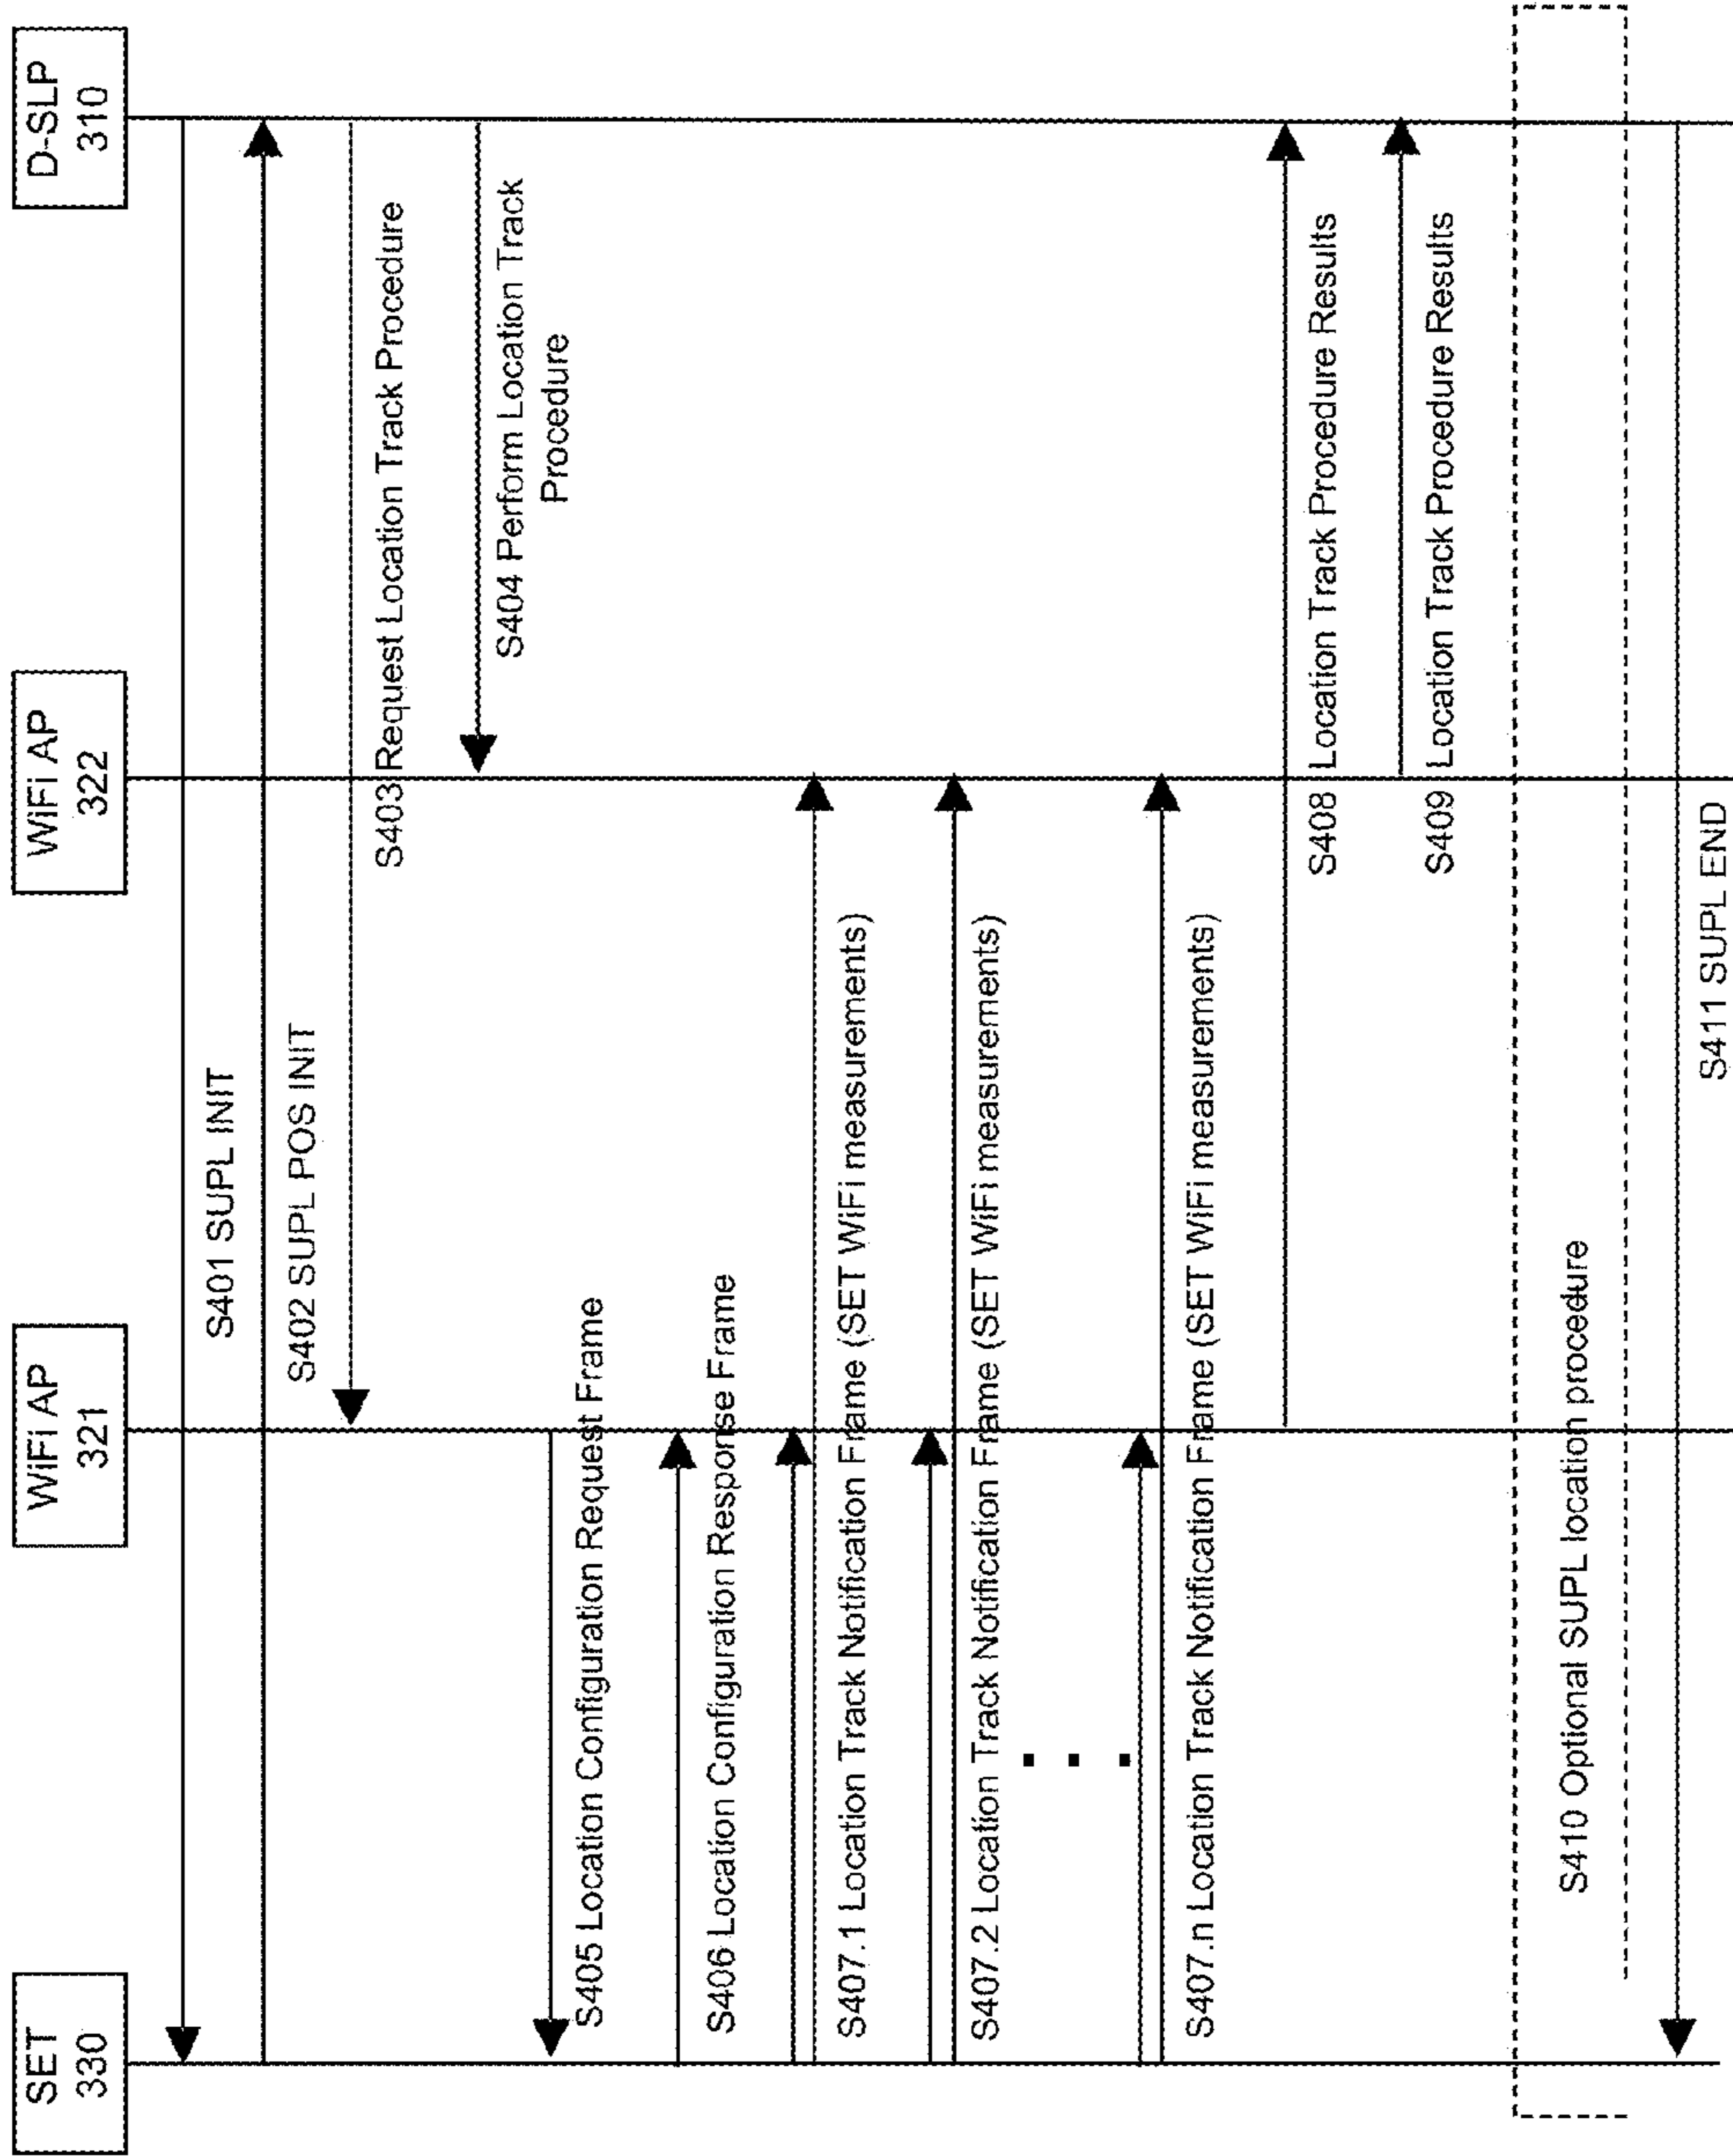 SET
330
WiFi AP
321
WiFi AP
322
D-SLP
310
S401 SUPL INIT
S402 SUPL POS INIT
S403 Request Location Track Procedure
S404 Perform Location Track
Procedure
S405 Location Configuration Request Frame
S406 Location Configuration Response Frame
S407.1 Location Track Notification Frame (SET WiFi measurements)
S407.2 Location Track Notification Frame (SET WiFi measurements)
. . .
S407.n Location Track Notification Frame (SET WiFi measurements)
S408 Location Track Procedure Results
S409 Location Track Procedure Results
S410 Optional SUPL location procedure
S411 SUPL END